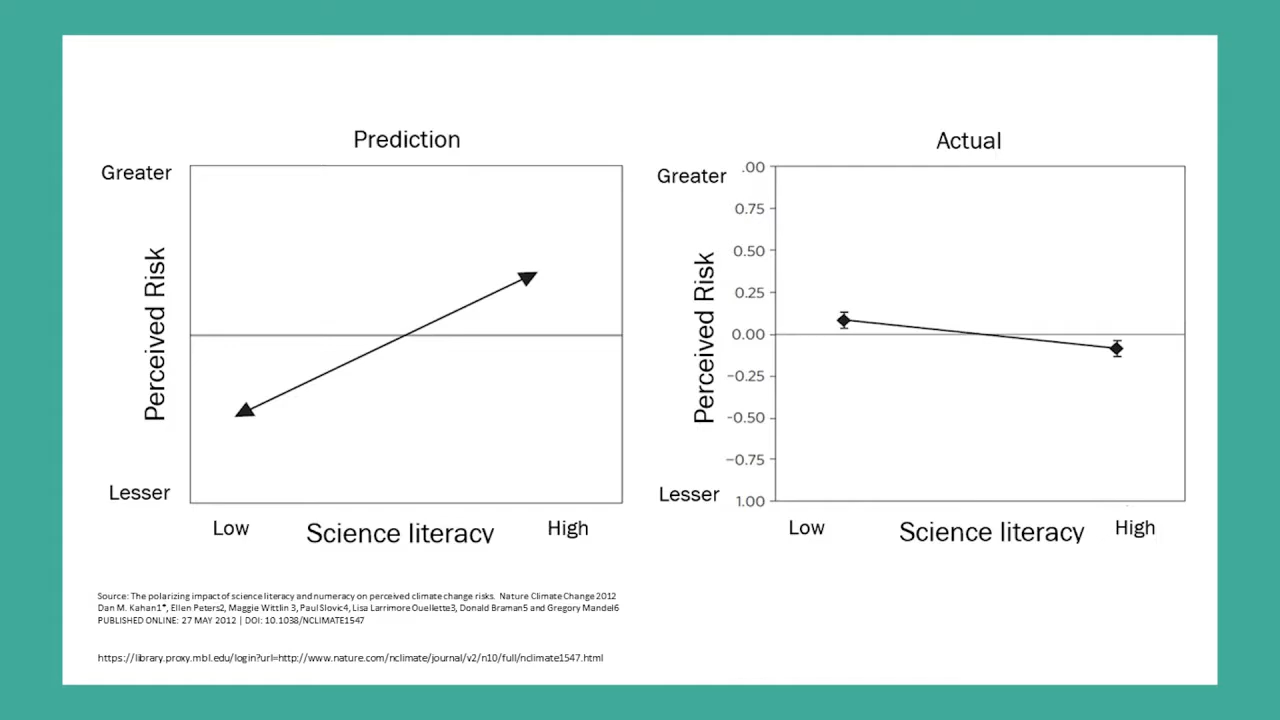 Prediction
Greater
Perceived Risk
Lesser
Low
Science literacy
High
Actual
Greater
.00
0.75
0.50
0.25
0.00
−0.25
−0.50
−0.75
1.00
Perceived Risk
Lesser
Low
Science literacy
High
Source: The polarizing impact of science literacy and numeracy on perceived climate change risks. Nature Climate Change 2012
Dan M. Kahan1*, Ellen Peters2, Maggie Wittlin 3, Paul Slovic4, Lisa Larrimore Ouellette3, Donald Braman5 and Gregory Mandel6
PUBLISHED ONLINE: 27 MAY 2012 | DOI: 10.1038/NCLIMATE1547
https://library.proxy.mbl.edu/login?url=http://www.nature.com/nclimate/journal/v2/n10/full/nclimate1547.html